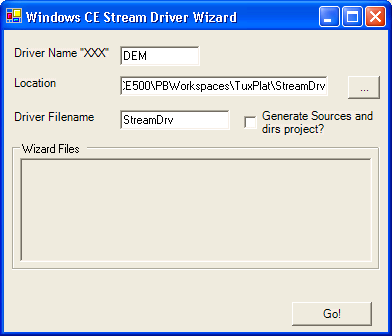 Windows CE Stream Driver Wizard
Driver Name "XXX"
DEM
Location
CE500\PBWorkspaces\TuxPlat\StreamDrv
...
Driver Filename
StreamDrv
Generate Sources and
dirs project?
Wizard Files
Go!